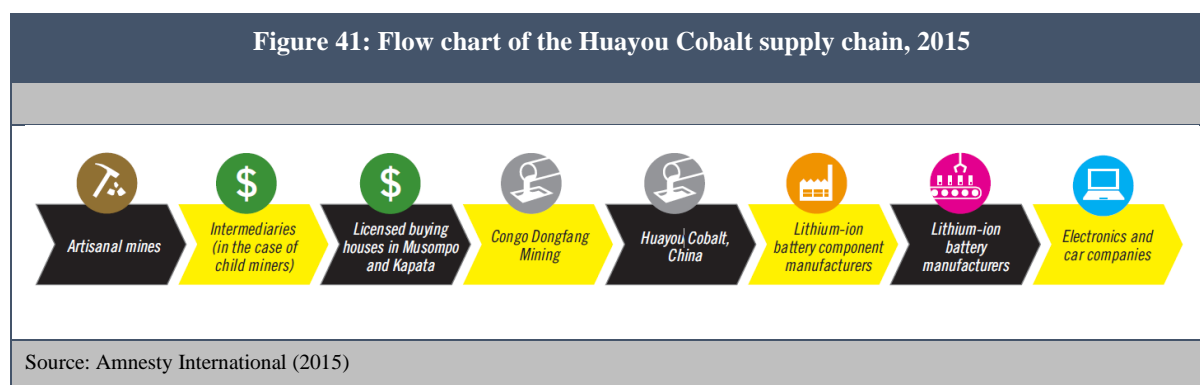 Figure 41: Flow chart of the Huayou Cobalt supply chain, 2015
$
$
Artisanal mines
Intermediaries
(in the case of
child miners)
Licensed buying
houses in Musompo
and Kapata
Congo Dongfang
Mining
Huayou Cobalt,
China
Lithium-ion
battery component
manufacturers
Lithium-ion
battery
manufacturers
Electronics and
car companies
Source: Amnesty International (2015)